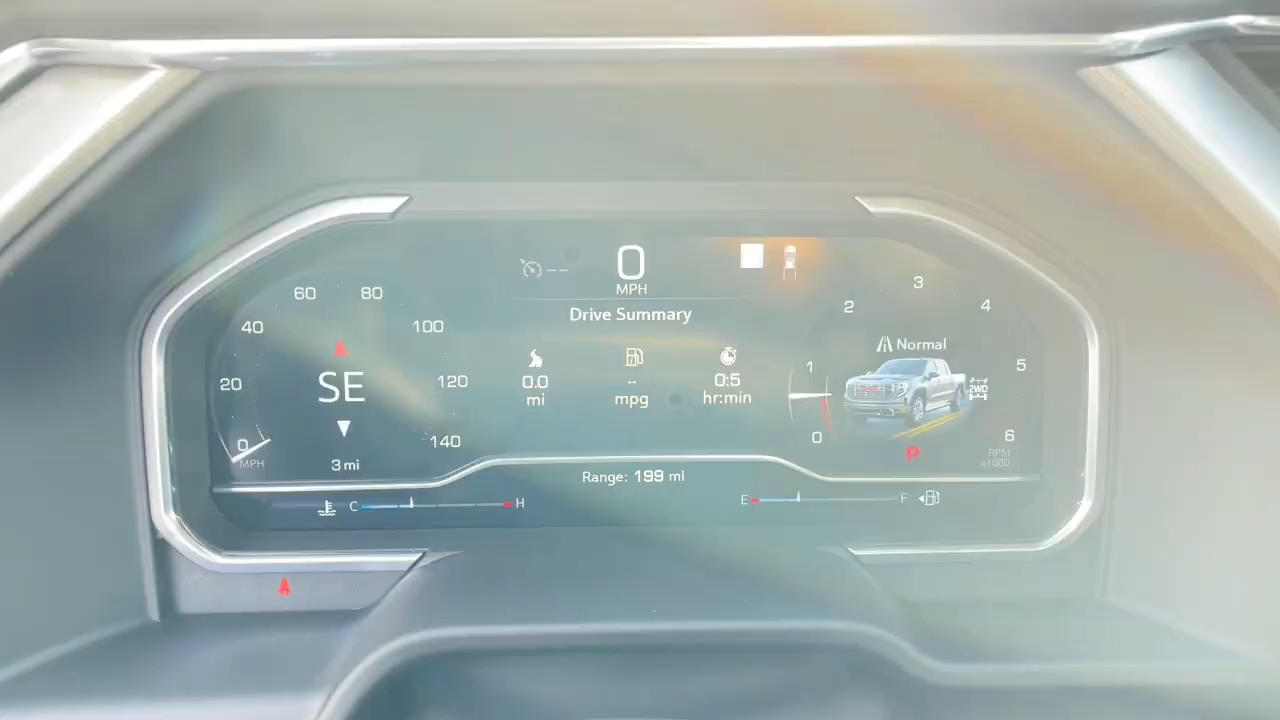 0
MPH
Drive Summary
0.0
mi
--
mpg
0:5
hr:min
0
20
40
60
80
100
120
140
MPH
SE
3 mi
0
1
2
3
4
5
6
RPM
x1000
Normal
2WD
P
Range: 199 mi
C
H
E
F